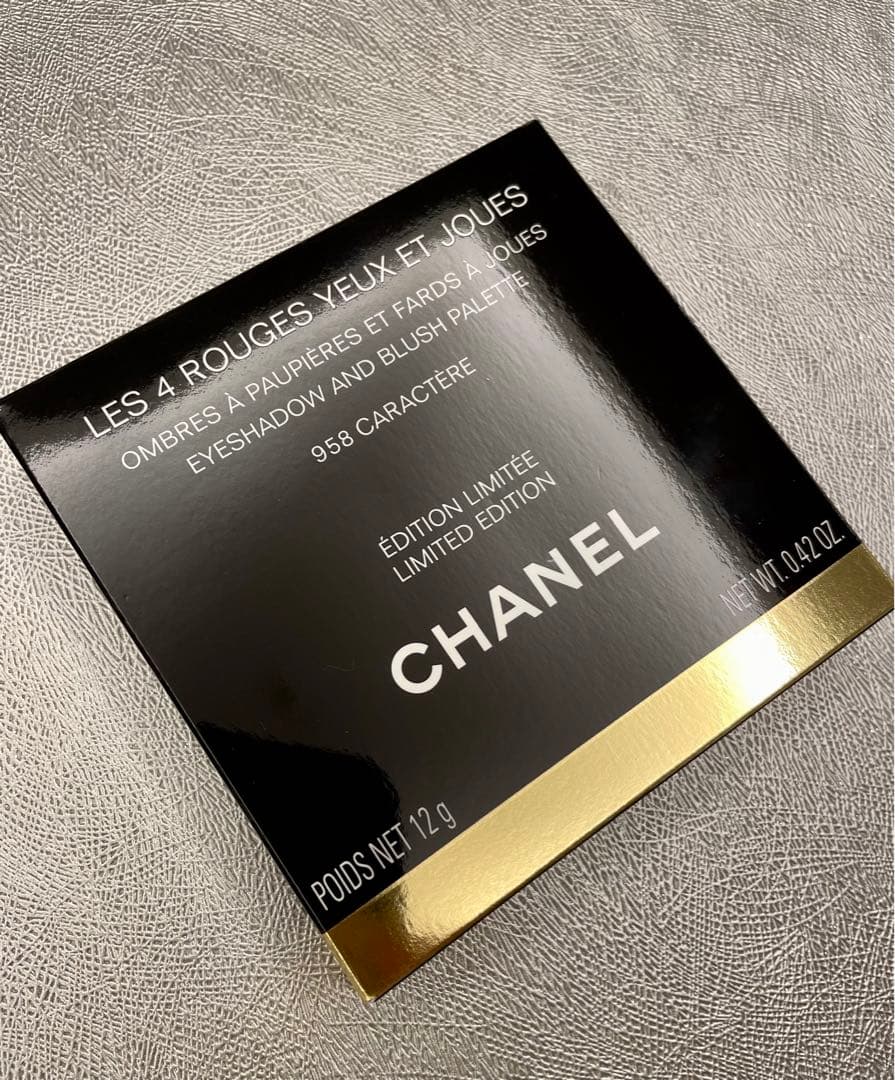 LES 4 ROUGES YEUX ET JOUES
OMBRES À PAUPIÈRES ET FARDS À JOUES
EYESHADOW AND BLUSH PALETTE
958 CARACTÈRE
ÉDITION LIMITÉE
LIMITED EDITION
CHANEL
POIDS NET 12 g
NET WT. 0.42 OZ.